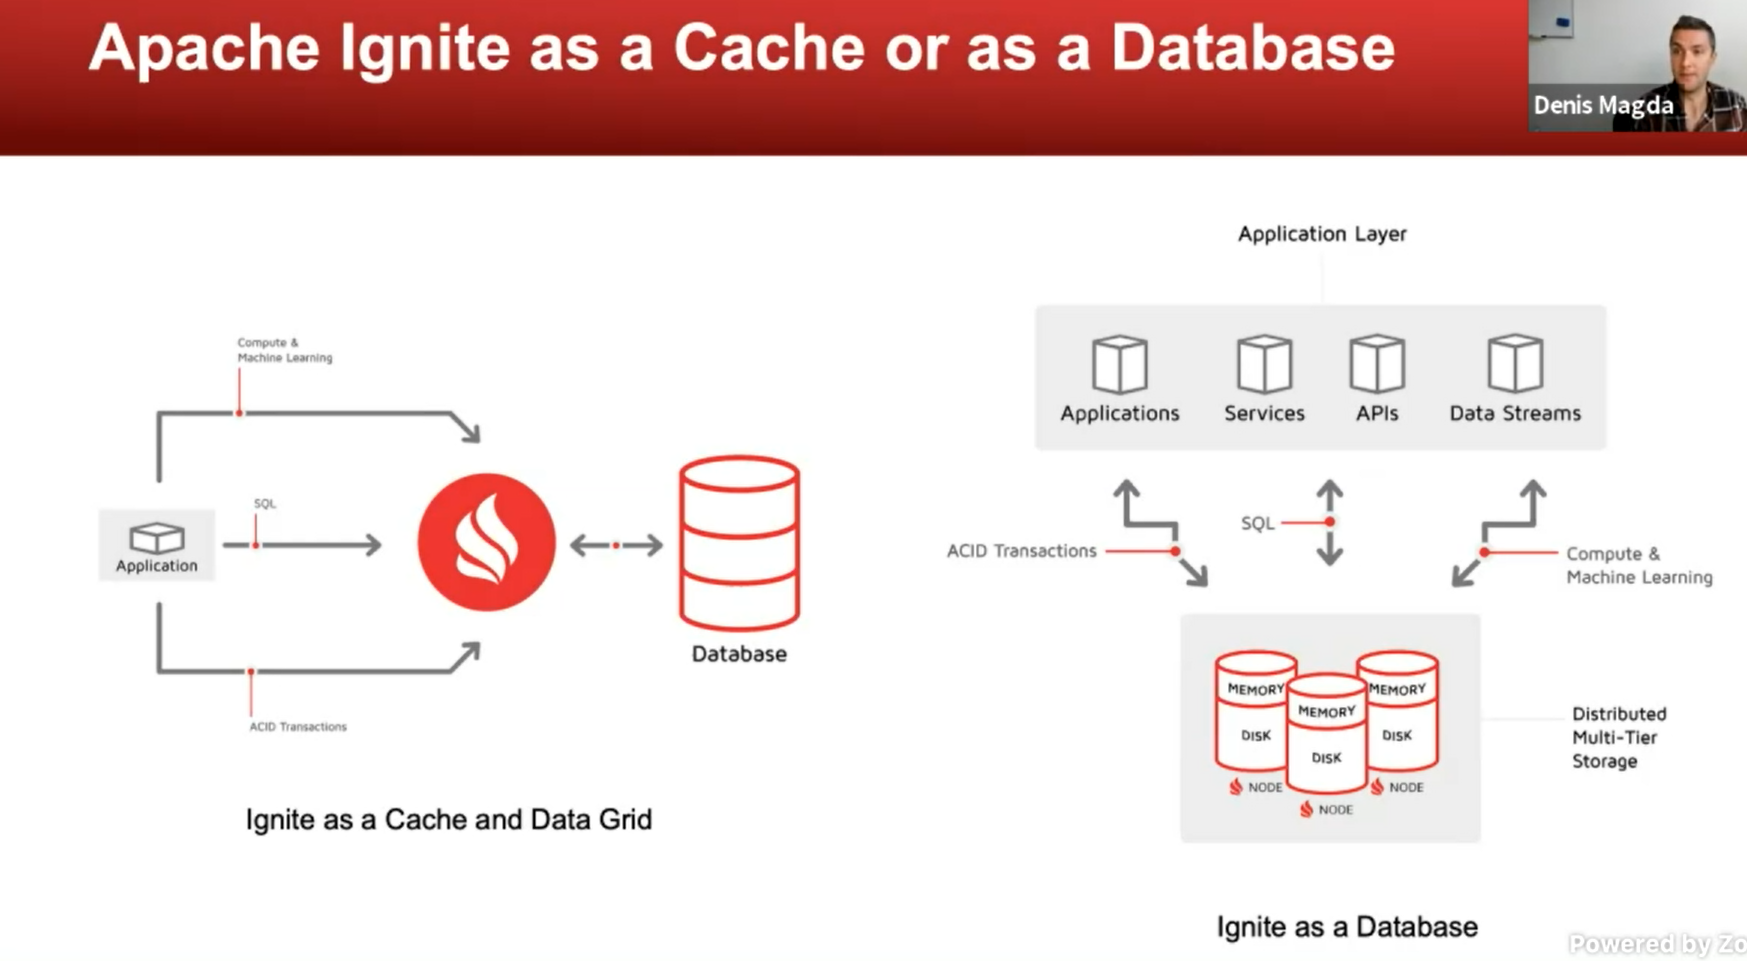 Apache Ignite as a Cache or as a Database
Denis Magda
Compute &
Machine Learning
SQL
Application
ACID Transactions
Database
Ignite as a Cache and Data Grid
Application Layer
Applications
Services
APIs
Data Streams
ACID Transactions
SQL
Compute &
Machine Learning
MEMORY
MEMORY
MEMORY
DISK
DISK
DISK
NODE
NODE
NODE
Distributed
Multi-Tier
Storage
Ignite as a Database
Powered by Zo